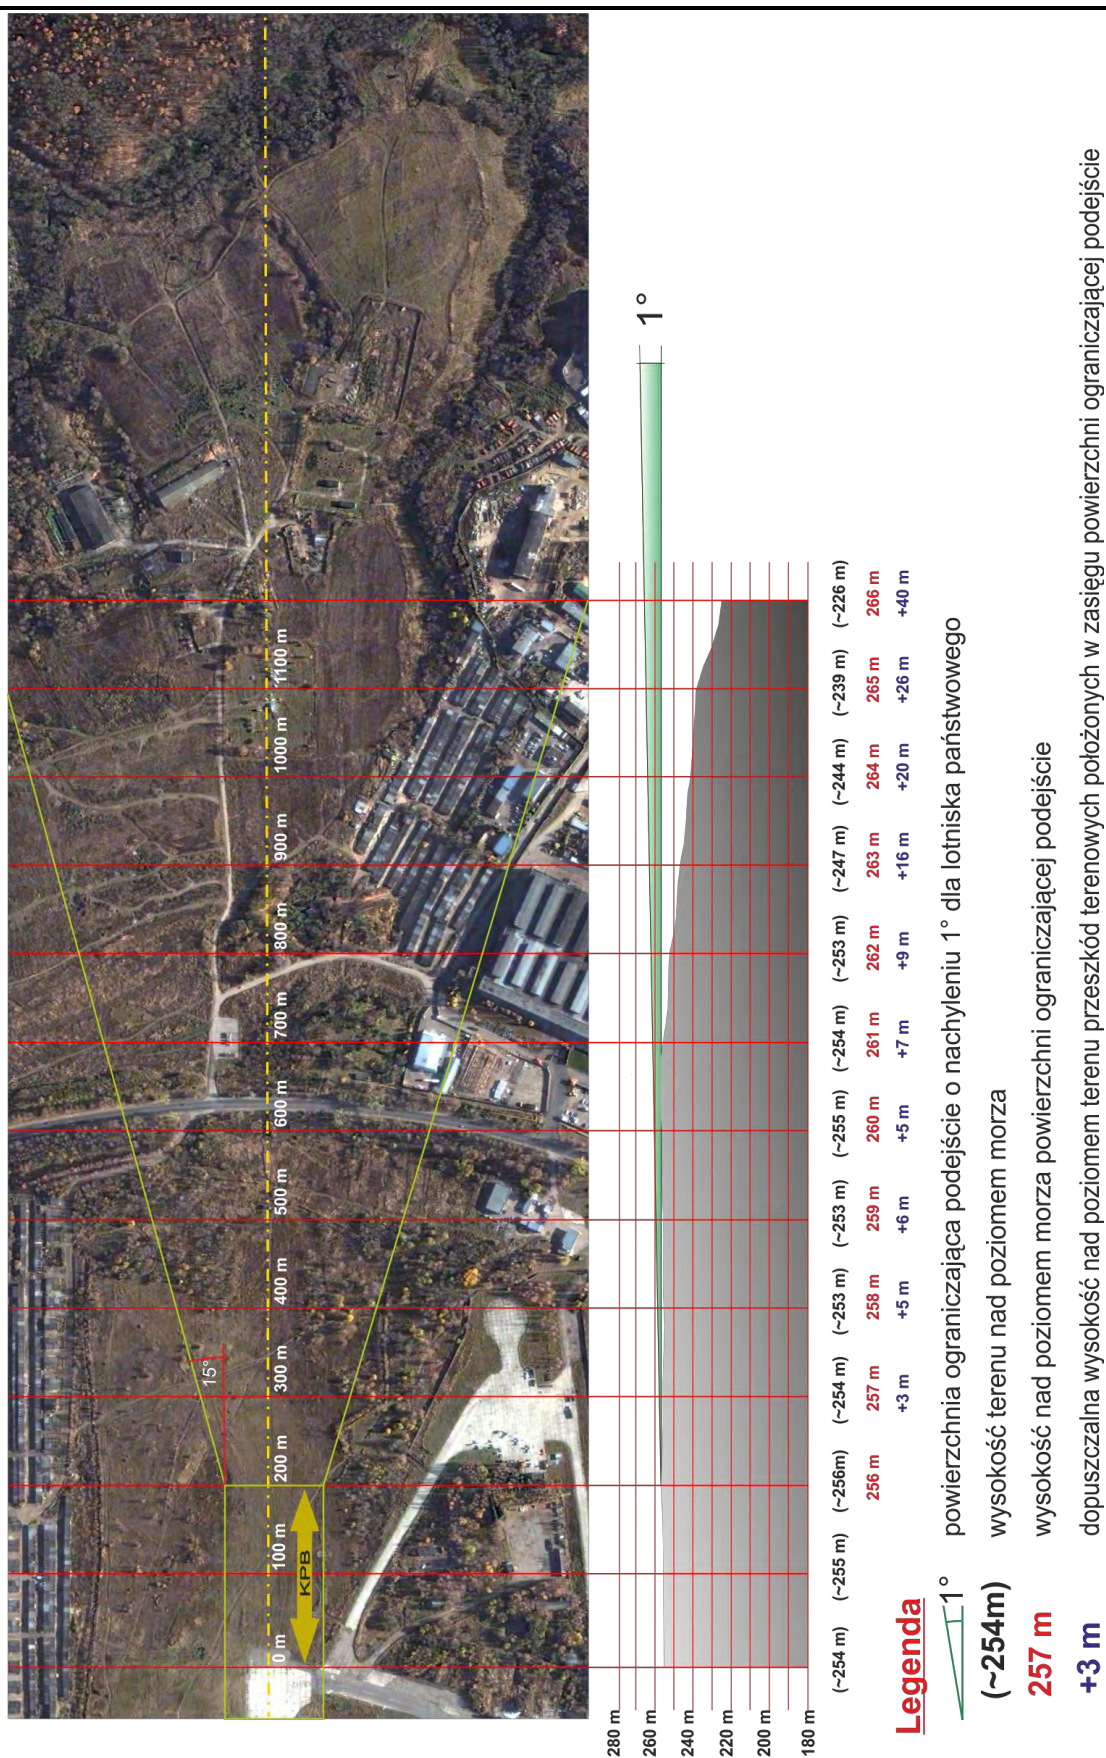 15°
KPB
0 m 100 m 200 m 300 m 400 m 500 m 600 m 700 m 800 m 900 m 1000 m 1100 m
1°
280 m
260 m
240 m
220 m
200 m
180 m
(~254 m) (~255 m) (~256m) (~254 m) (~253 m) (~253 m) (~255 m) (~254 m) (~253 m) (~247 m) (~244 m) (~239 m) (~226 m)
256 m 257 m 258 m 259 m 260 m 261 m 262 m 263 m 264 m 265 m 266 m
+3 m +5 m +6 m +5 m +7 m +9 m +16 m +20 m +26 m +40 m
Legenda
1° powierzchnia ograniczająca podejście o nachyleniu 1° dla lotniska państwowego
(~254m) wysokość terenu nad poziomem morza
257 m wysokość nad poziomem morza powierzchni ograniczającej podejście
+3 m dopuszczalna wysokość nad poziomem terenu przeszkód terenowych położonych w zasięgu powierzchni ograniczającej podejście